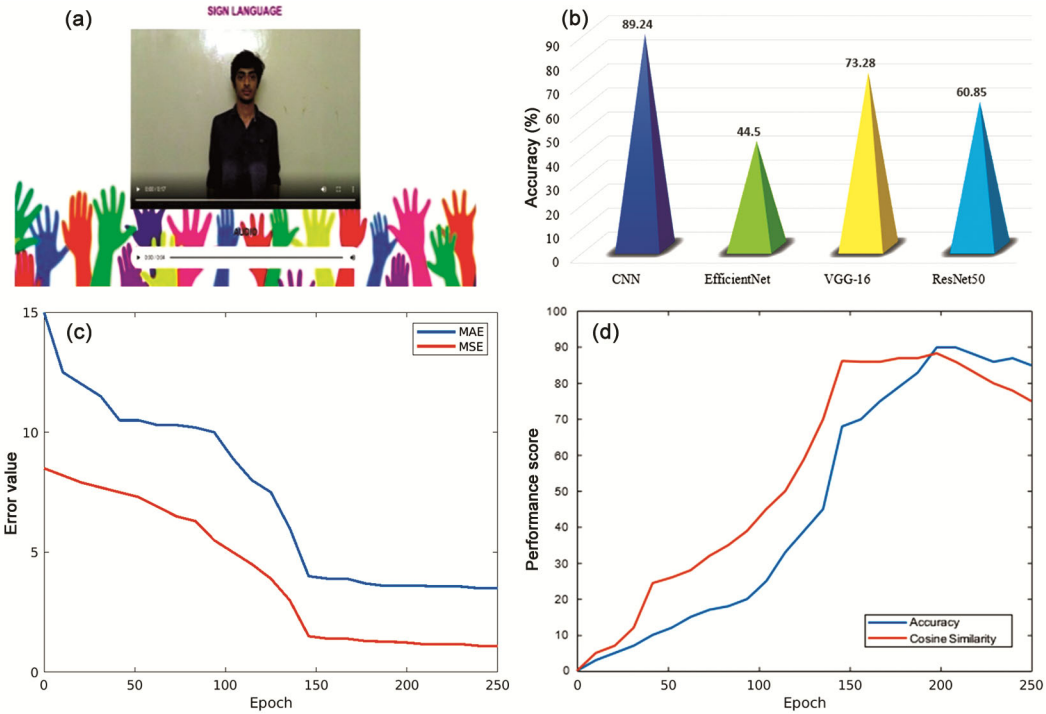 (a)
SIGN LANGUAGE
0:00 / 0:17
AUDIO
0:00 / 0:04
(b)
Accuracy (%)
90
80
70
60
50
40
30
20
10
0
89.24
44.5
73.28
60.85
CNN EfficientNet VGG-16 ResNet50
(c)
Error value
15
10
5
0
MAE
MSE
0 50 100 150 200 250
Epoch
(d)
Performance score
100
90
80
70
60
50
40
30
20
10
0
Accuracy
Cosine Similarity
0 50 100 150 200 250
Epoch